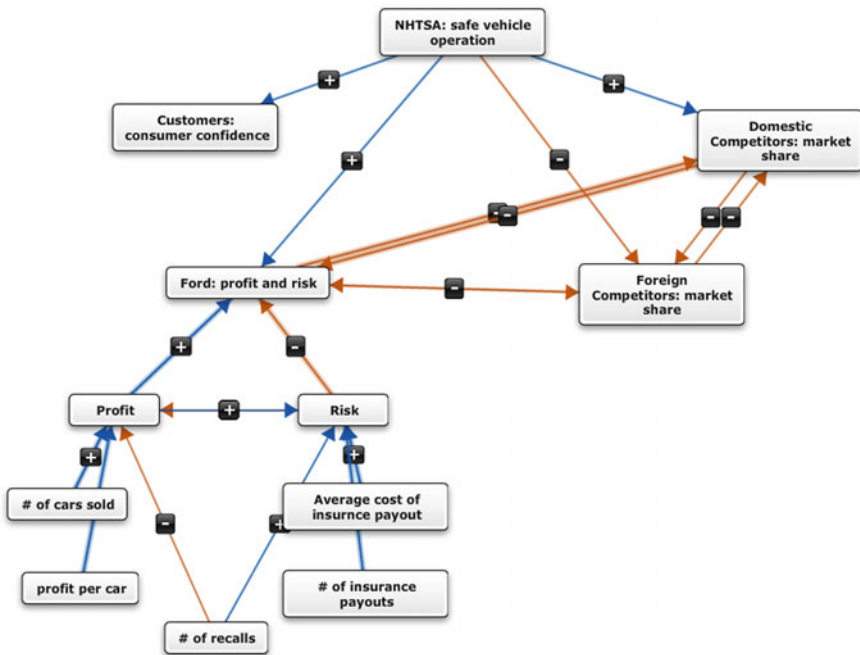 NHTSA: safe vehicle
operation
+
+
Customers:
consumer confidence
Domestic
Competitors: market
share
+
-
-
-
-
-
Ford: profit and risk
-
Foreign
Competitors: market
share
+
-
Profit
+
Risk
+
+
# of cars sold
Average cost of
insurnce payout
-
+
profit per car
# of insurance
payouts
# of recalls